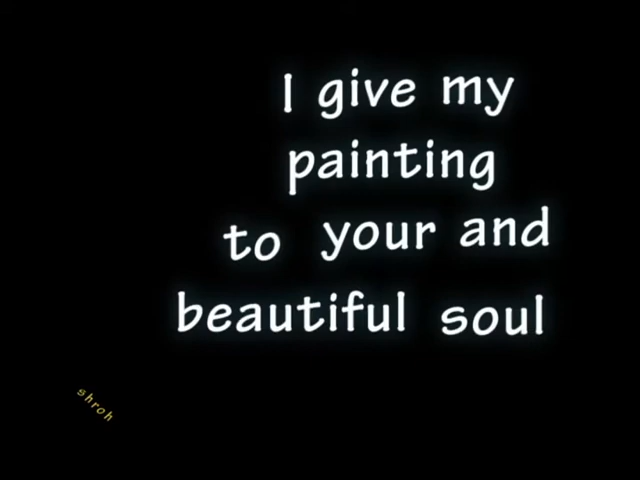 I give my
painting
to your and
beautiful soul
shroh